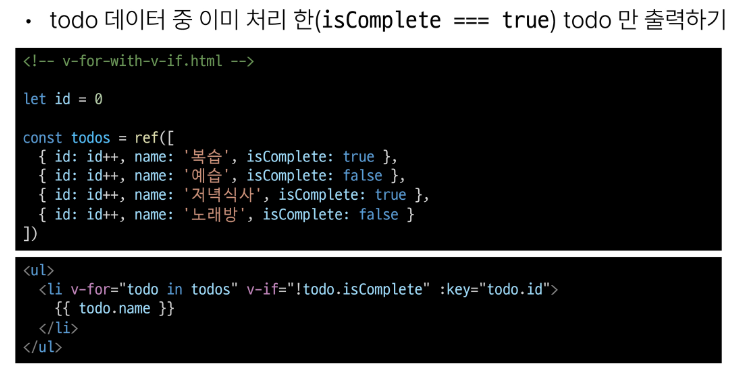 • todo 데이터 중 이미 처리 한(isComplete === true) todo 만 출력하기
<!-- v-for-with-v-if.html -->
let id = 0
const todos = ref([
  { id: id++, name: '복습', isComplete: true },
  { id: id++, name: '예습', isComplete: false },
  { id: id++, name: '저녁식사', isComplete: true },
  { id: id++, name: '노래방', isComplete: false }
])
<ul>
  <li v-for="todo in todos" v-if="!todo.isComplete" :key="todo.id">
    {{ todo.name }}
  </li>
</ul>